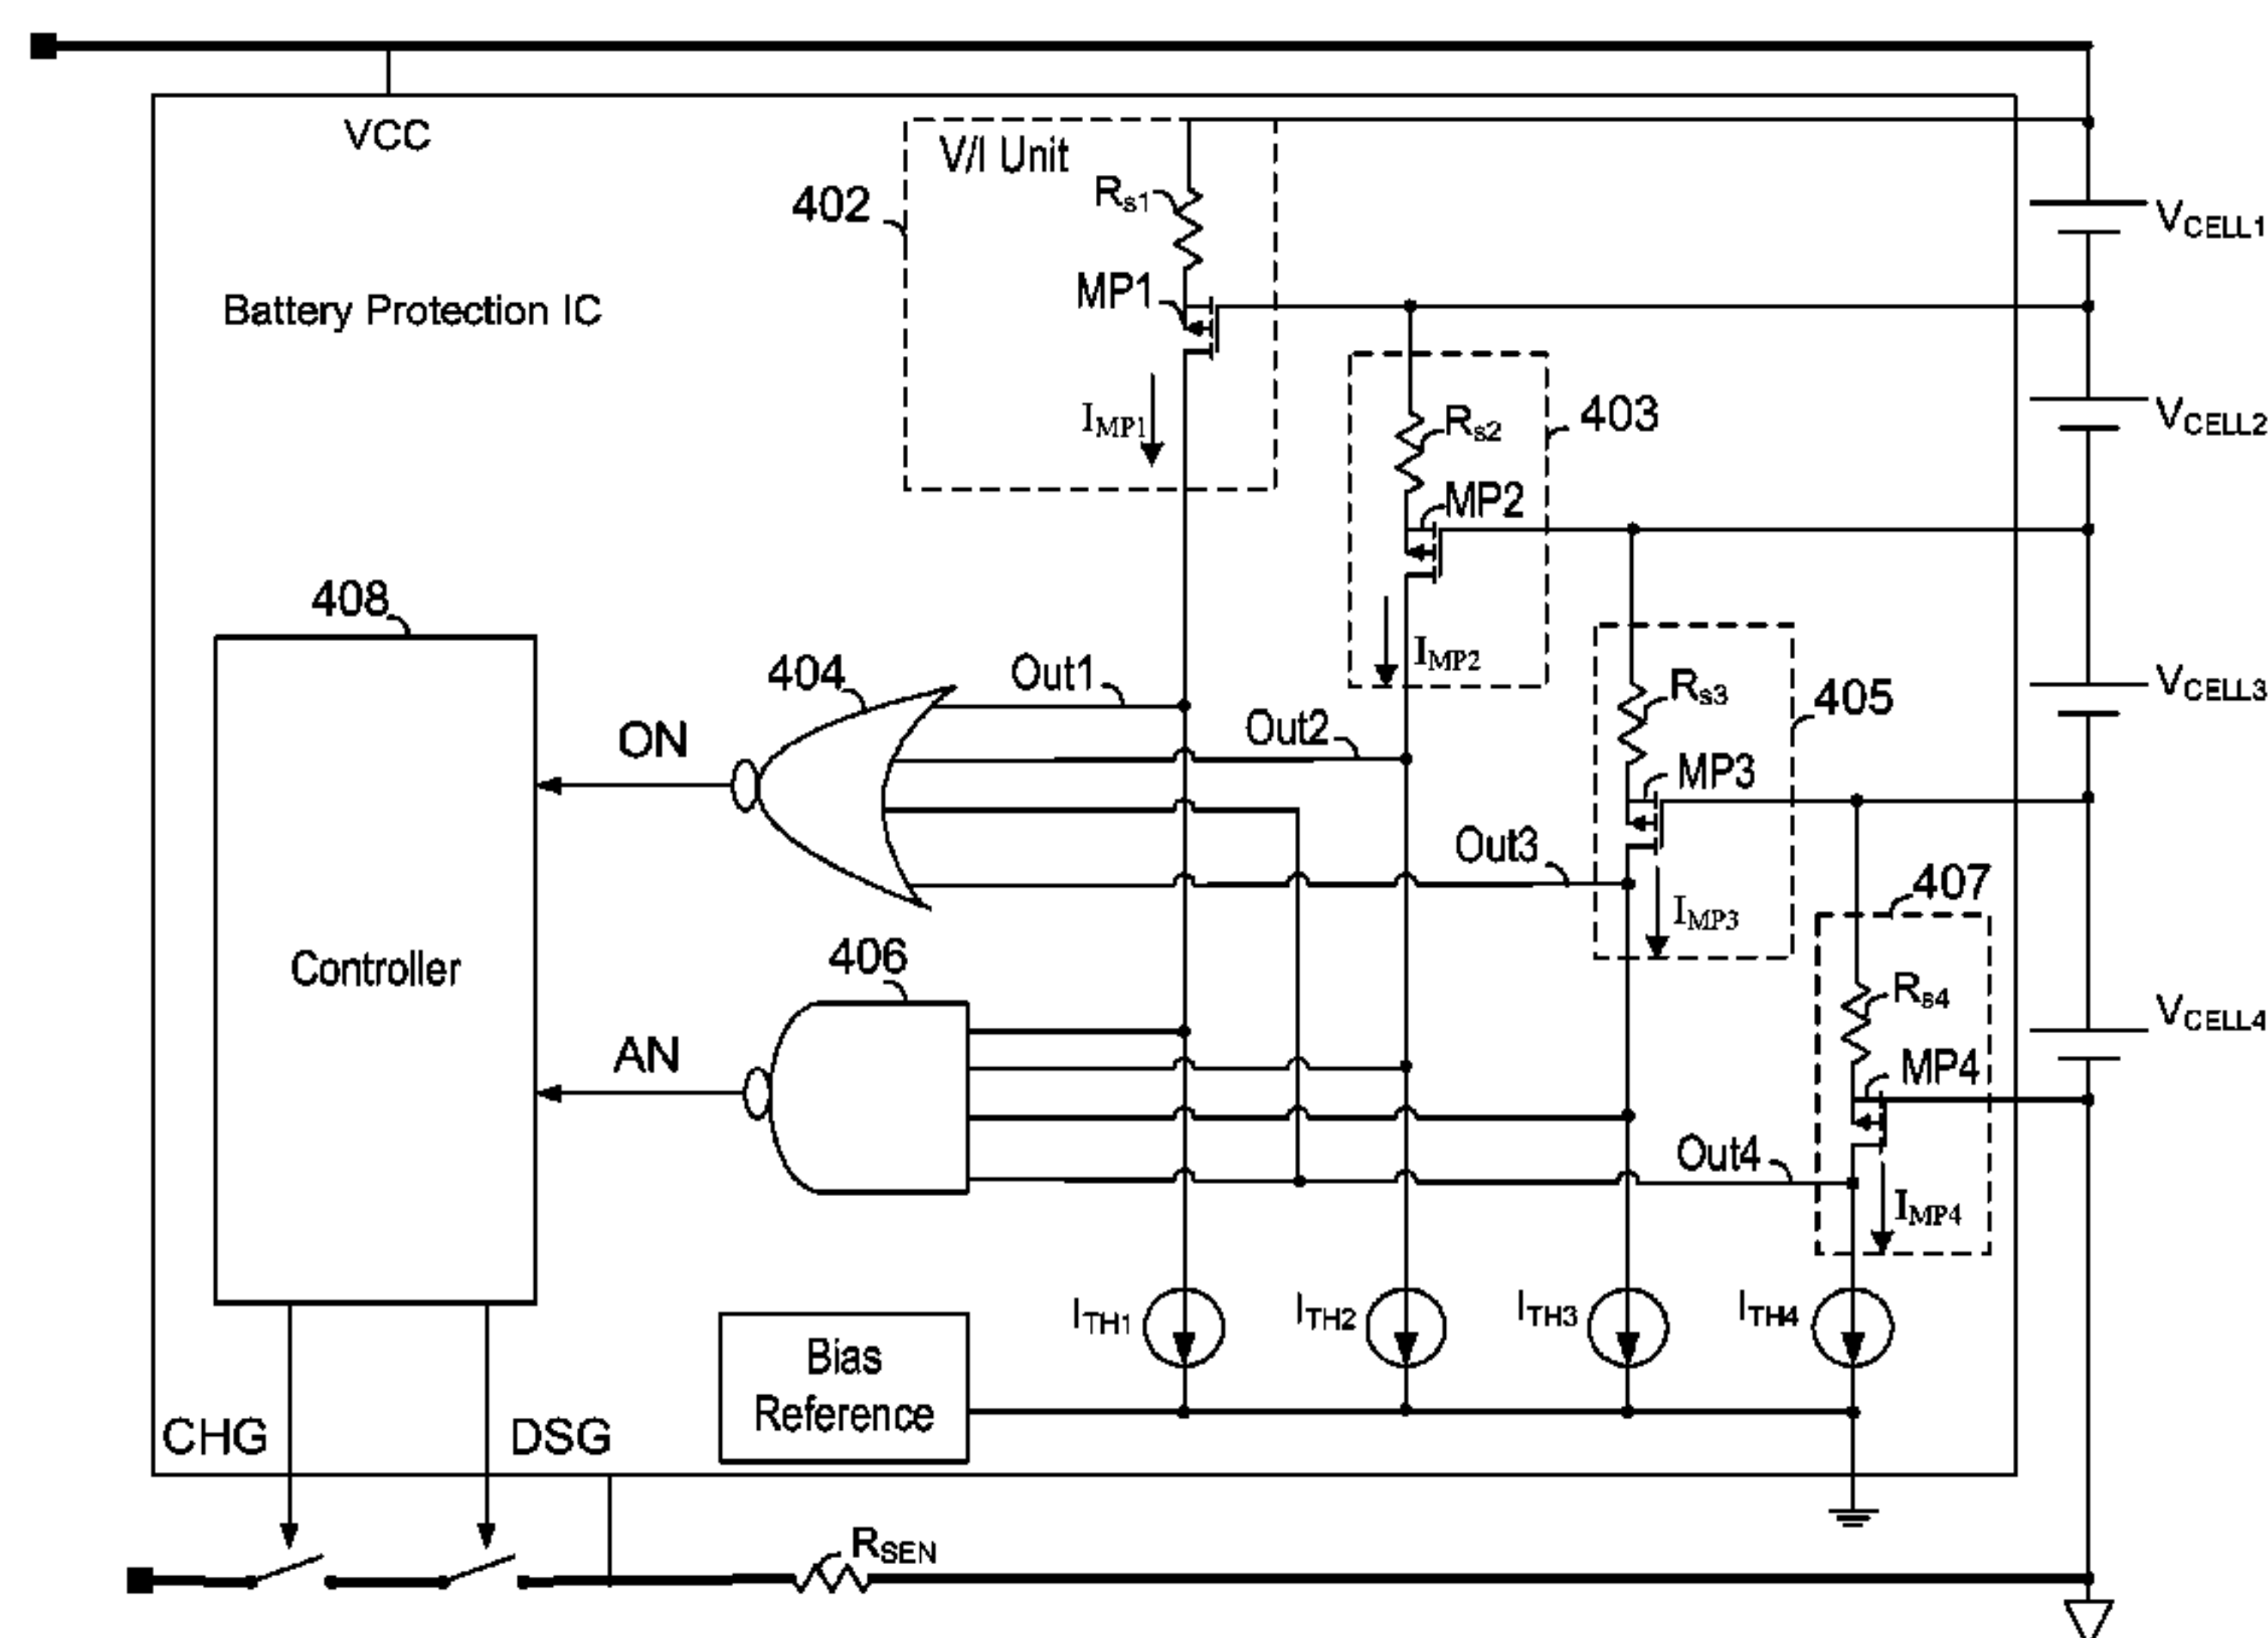 VCC
V/I Unit
402
Rs1
VCELL1
MP1
Battery Protection IC
IMP1
403
Rs2
VCELL2
MP2
408
404
Out1
IMP2
Rs3
405
VCELL3
ON
Out2
MP3
Out3
407
IMP3
406
Controller
Rs4
VCELL4
AN
MP4
Out4
IMP4
ITH1
ITH2
ITH3
ITH4
Bias
Reference
CHG
DSG
RSEN